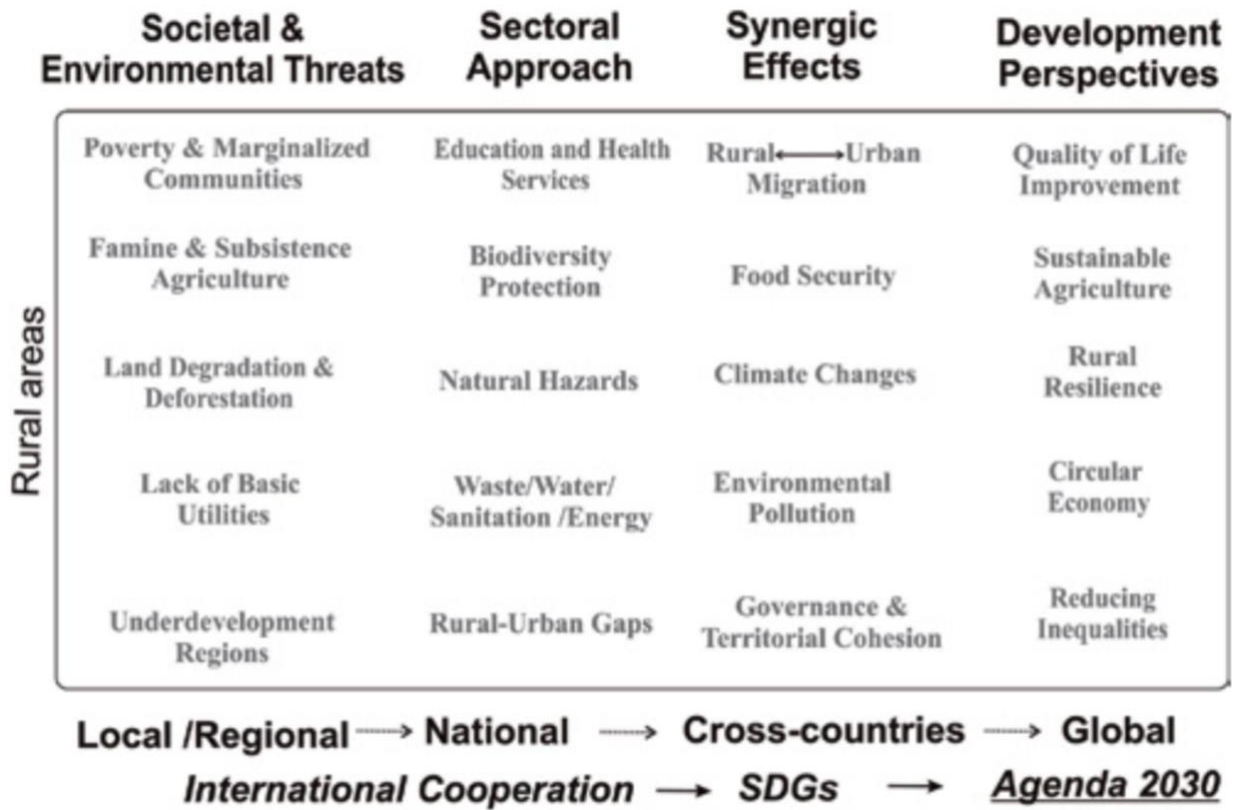 Societal &
Environmental Threats
Sectoral
Approach
Synergic
Effects
Development
Perspectives
Rural areas
Poverty & Marginalized
Communities
Education and Health
Services
Rural⟷Urban
Migration
Quality of Life
Improvement
Famine & Subsistence
Agriculture
Biodiversity
Protection
Food Security
Sustainable
Agriculture
Land Degradation &
Deforestation
Natural Hazards
Climate Changes
Rural
Resilience
Lack of Basic
Utilities
Waste/Water/
Sanitation /Energy
Environmental
Pollution
Circular
Economy
Underdevelopment
Regions
Rural-Urban Gaps
Governance &
Territorial Cohesion
Reducing
Inequalities
Local /Regional → National → Cross-countries → Global
International Cooperation → SDGs → Agenda 2030